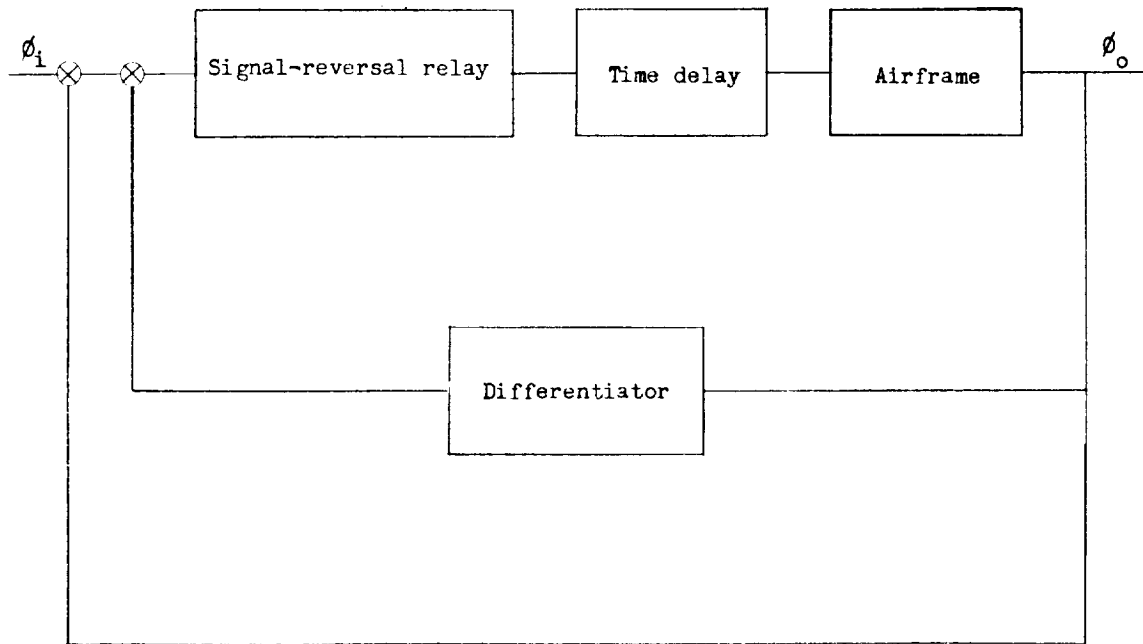 ø_i
Signal-reversal relay
Time delay
Airframe
ø_o
Differentiator